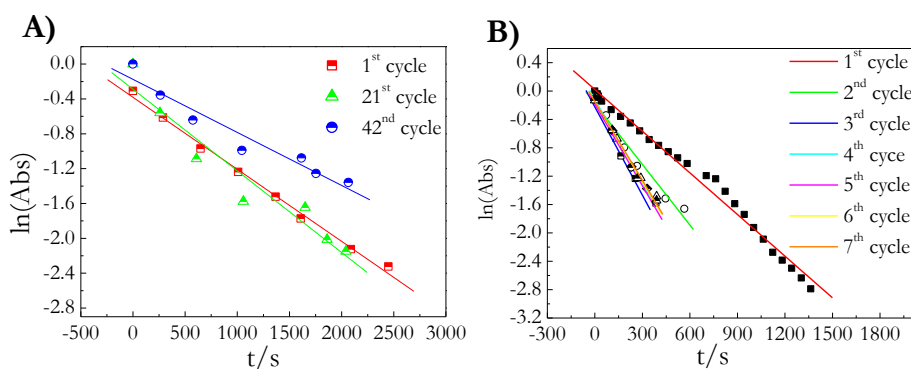 A)
1st cycle
21st cycle
42nd cycle
ln(Abs)
0.0
-0.4
-0.8
-1.2
-1.6
-2.0
-2.4
-2.8
-500 0 500 1000 1500 2000 2500 3000
t/s
B)
1st cycle
2nd cycle
3rd cycle
4th cyce
5th cycle
6th cycle
7th cycle
ln(Abs)
0.4
0.0
-0.4
-0.8
-1.2
-1.6
-2.0
-2.4
-2.8
-3.2
-300 0 300 600 900 1200 1500 1800
t/s